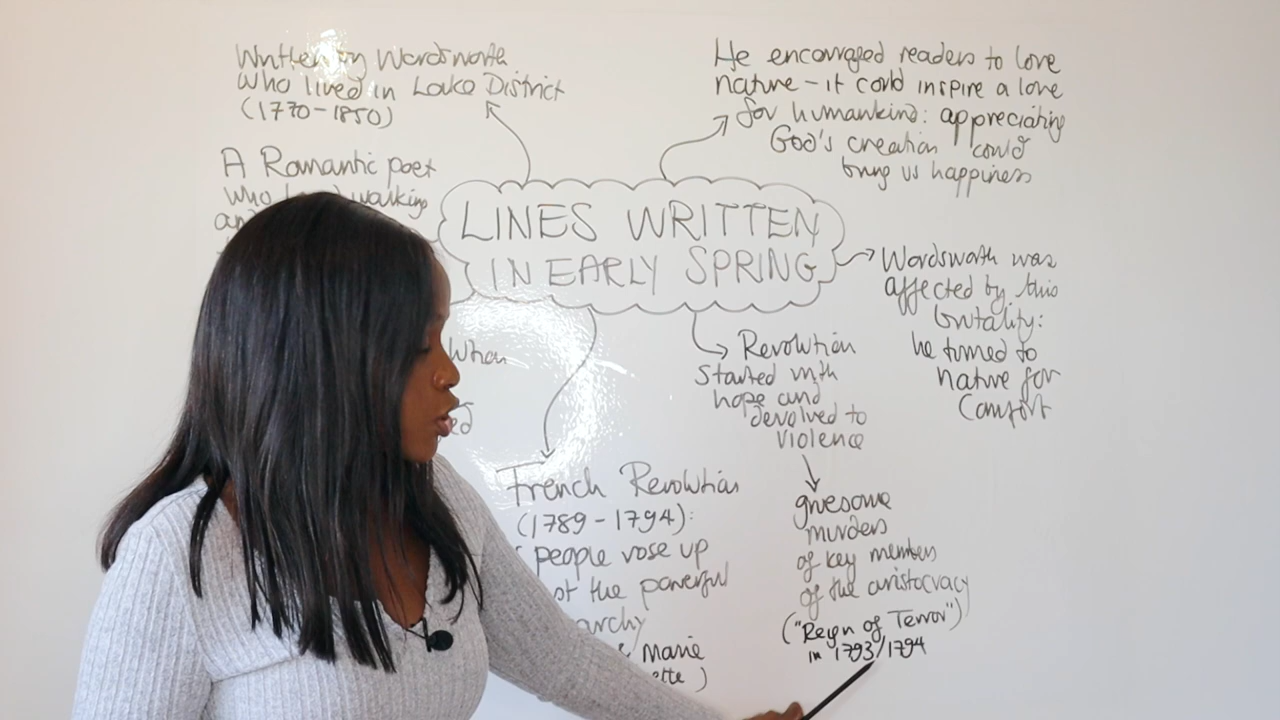 Written by Wordsworth
who lived in Lake District
(1770-1850)
A Romantic poet
who walking
He encouraged readers to love
nature - it could inspire a love
for humankind: appreciating
God's creation could
bring us happiness
LINES WRITTEN
IN EARLY SPRING
Wordsworth was
affected by this
brutality:
he turned to
nature for
comfort
When
Revolution
started with
hope and
devolved to
violence
gruesome
murders
of key members
of the aristocracy
("Reign of Terror")
in 1793/1794
French Revolution
(1789-1794):
people rose up
the powerful
Marie
)